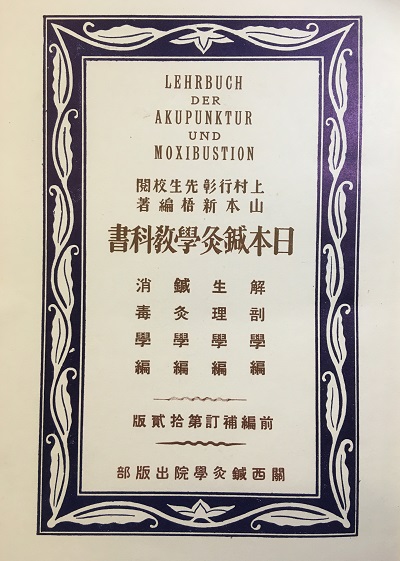 LEHRBUCH
DER
AKUPUNKTUR
UND
MOXIBUSTION
上村行彰先生校閲
山本新梧編著
日本鍼灸學敎科書
解剖學編
生理學編
鍼灸學編
消毒學編
前編補訂第拾貳版
關西鍼灸學院出版部